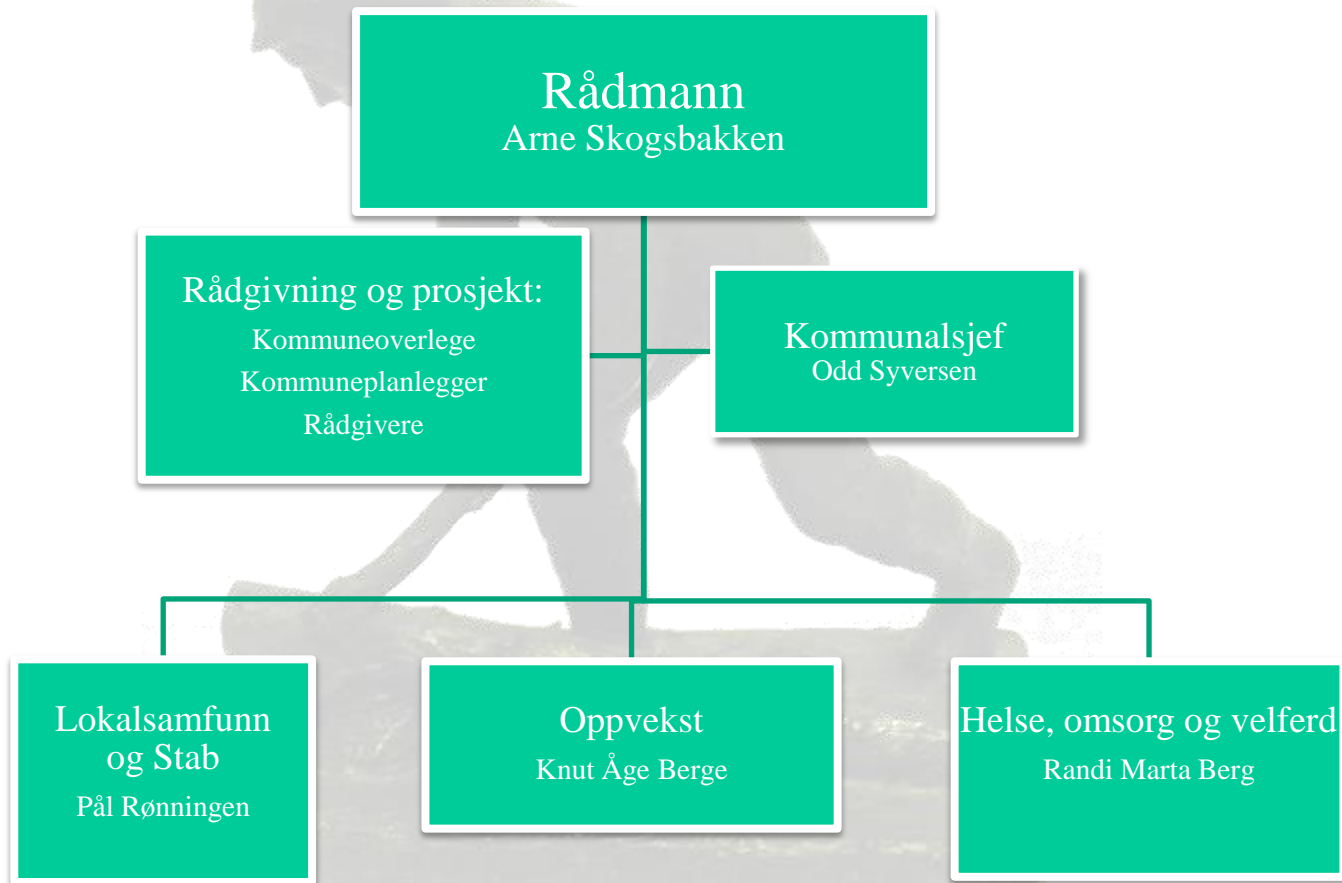 Rådmann
Arne Skogsbakken
Rådgivning og prosjekt:
Kommuneoverlege
Kommuneplanlegger
Rådgivere
Kommunalsjef
Odd Syversen
Lokalsamfunn
og Stab
Pål Rønningen
Oppvekst
Knut Åge Berge
Helse, omsorg og velferd
Randi Marta Berg